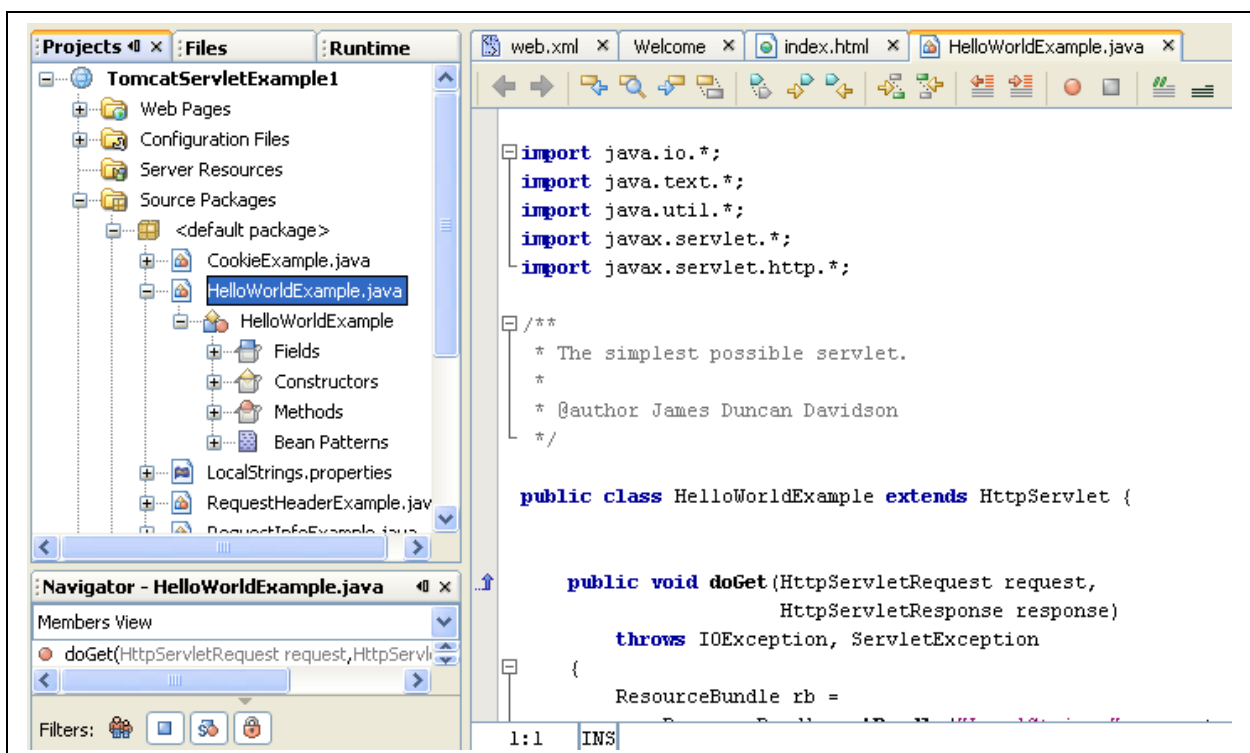 Projects
Files
Runtime
TomcatServletExample1
Web Pages
Configuration Files
Server Resources
Source Packages
<default package>
CookieExample.java
HelloWorldExample.java
HelloWorldExample
Fields
Constructors
Methods
Bean Patterns
LocalStrings.properties
RequestHeaderExample.jav
RequestInfoExample.java
Navigator - HelloWorldExample.java
Members View
doGet(HttpServletRequest request,HttpServl
Filters:
web.xml
Welcome
index.html
HelloWorldExample.java
import java.io.*;
import java.text.*;
import java.util.*;
import javax.servlet.*;
import javax.servlet.http.*;
/**
* The simplest possible servlet.
*
* @author James Duncan Davidson
*/
public class HelloWorldExample extends HttpServlet {
public void doGet(HttpServletRequest request,
HttpServletResponse response)
throws IOException, ServletException
{
ResourceBundle rb =
1:1 INS